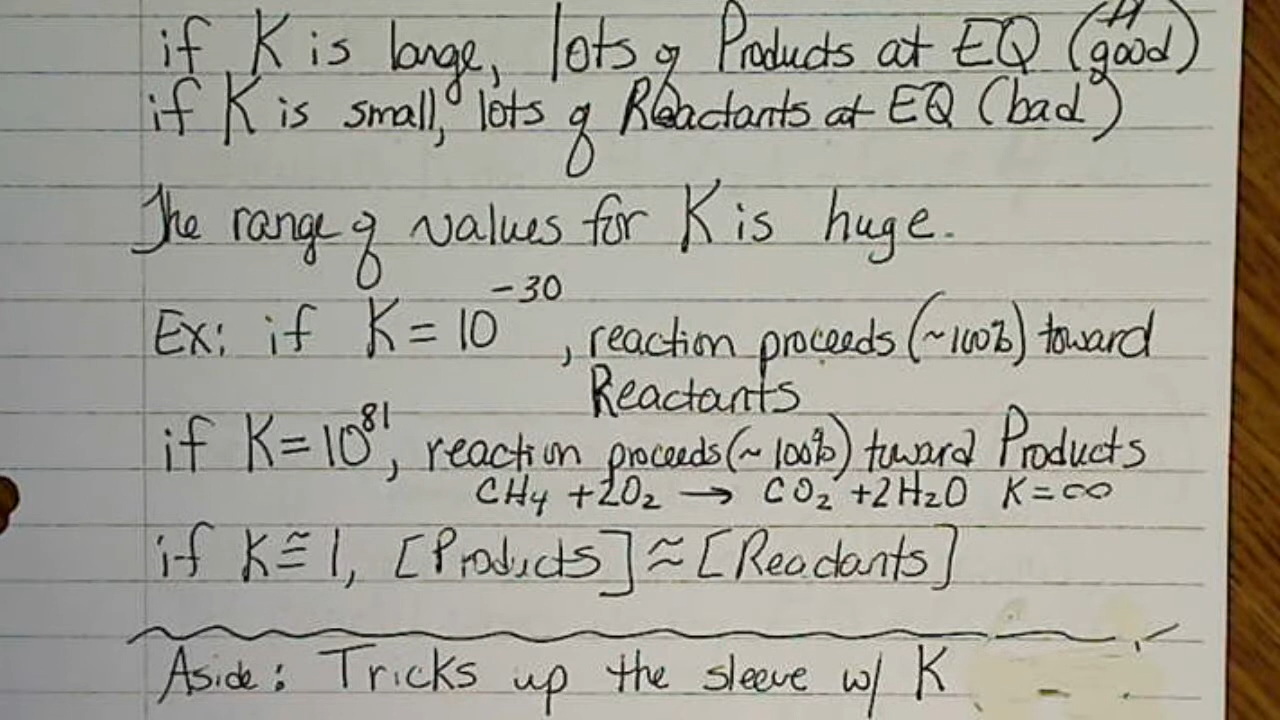 if K is large, lots of Products at EQ (good)
if K is small, lots of Reactants at EQ (bad)
The range of values for K is huge.
Ex: if K = 10⁻³⁰, reaction proceeds (~100%) toward
Reactants
if K = 10⁸¹, reaction proceeds (~100%) toward Products
CH₄ + 2O₂ → CO₂ + 2H₂O K = ∞
if K ≅ 1, [Products] ≈ [Reactants]
Aside: Tricks up the sleeve w/ K